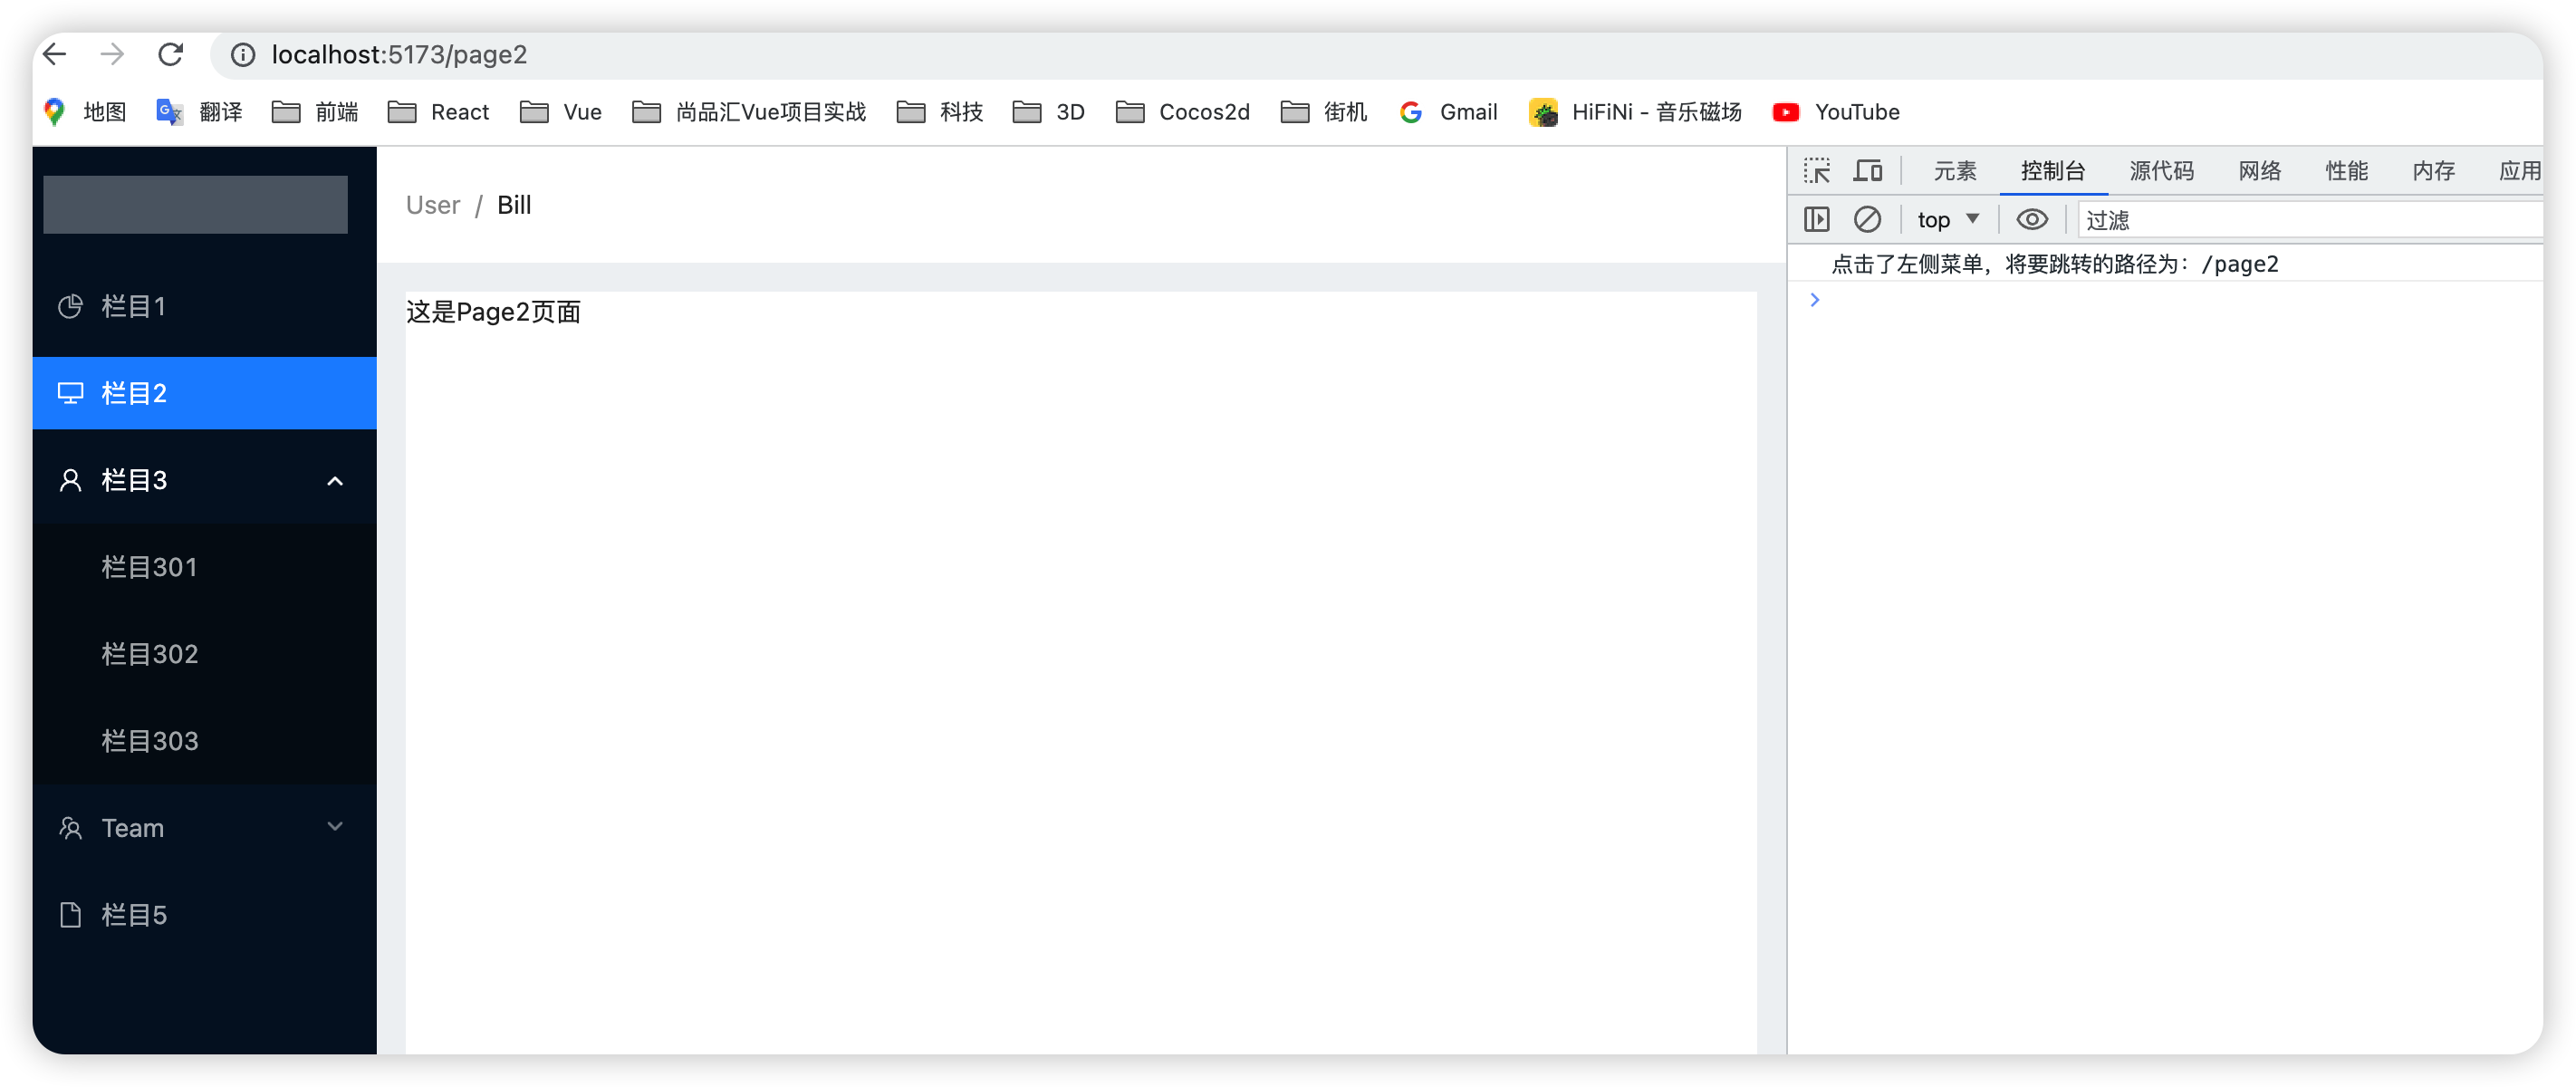 localhost:5173/page2
地图 翻译 前端 React Vue 尚品汇Vue项目实战 科技 3D Cocos2d 街机 Gmail HiFiNi - 音乐磁场 YouTube
栏目1
栏目2
栏目3
栏目301
栏目302
栏目303
Team
栏目5
User / Bill
这是Page2页面
元素 控制台 源代码 网络 性能 内存 应用
top 过滤
点击了左侧菜单，将要跳转的路径为：/page2